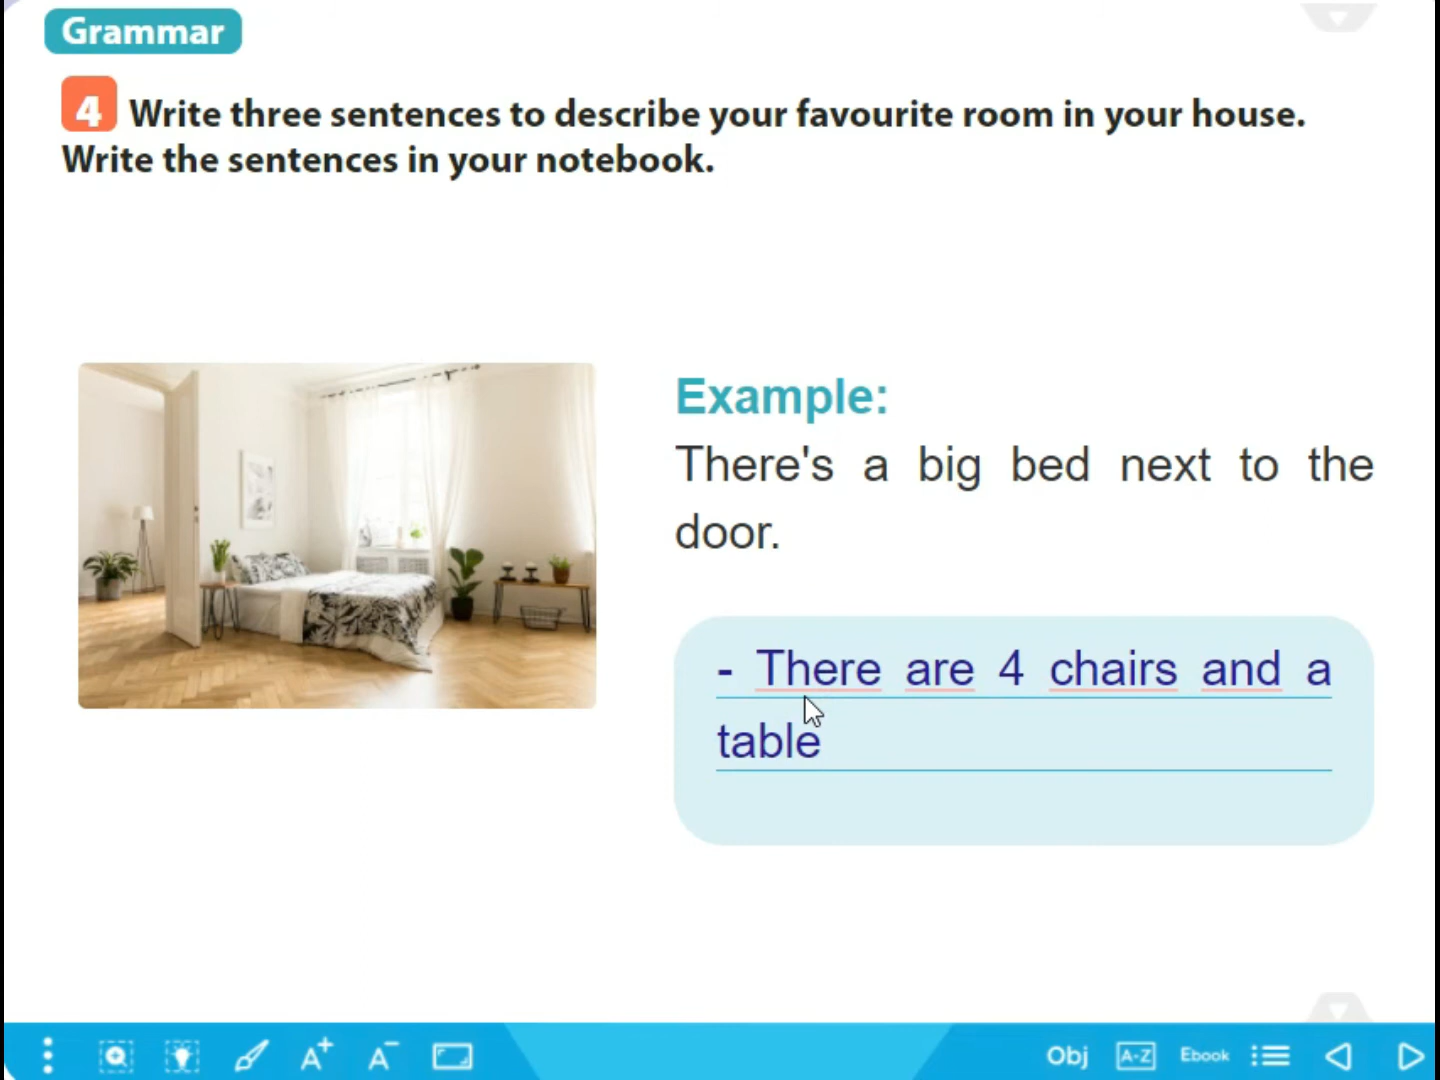 Grammar
4 Write three sentences to describe your favourite room in your house.
Write the sentences in your notebook.
Example:
There's a big bed next to the
door.
- There are 4 chairs and a
table
A+ A- Obj A-Z Ebook